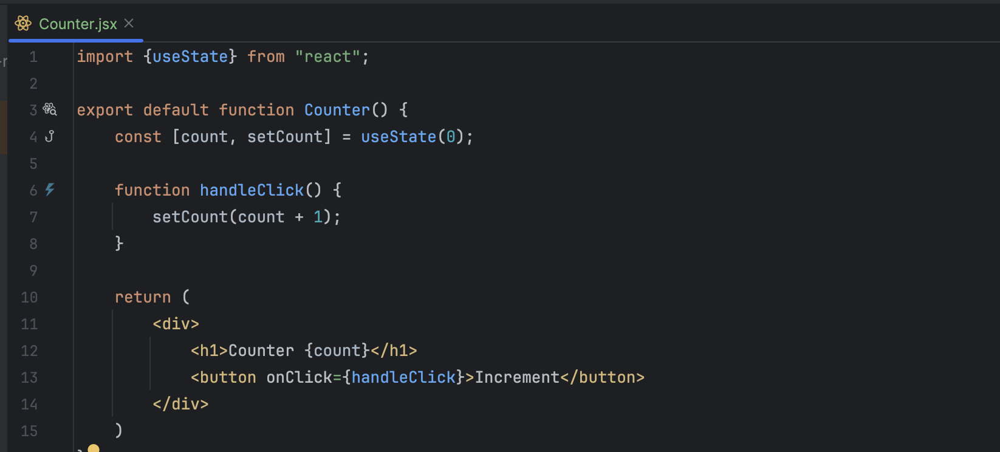 Counter.jsx
1 import {useState} from "react";
2
3 export default function Counter() {
4     const [count, setCount] = useState(0);
5
6     function handleClick() {
7         setCount(count + 1);
8     }
9
10     return (
11         <div>
12             <h1>Counter {count}</h1>
13             <button onClick={handleClick}>Increment</button>
14         </div>
15     )